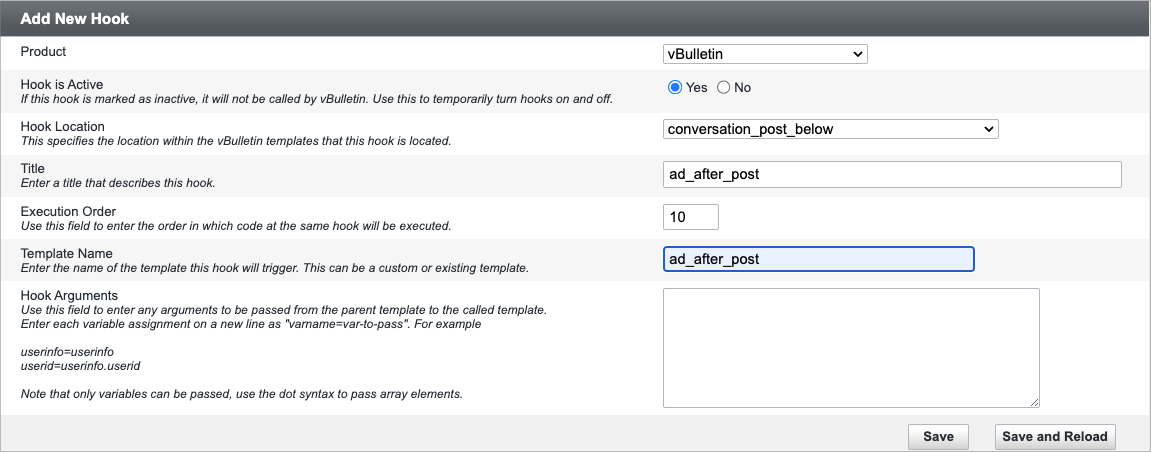 Add New Hook
Product
vBulletin
Hook is Active
If this hook is marked as inactive, it will not be called by vBulletin. Use this to temporarily turn hooks on and off.
Yes No
Hook Location
This specifies the location within the vBulletin templates that this hook is located.
conversation_post_below
Title
Enter a title that describes this hook.
ad_after_post
Execution Order
Use this field to enter the order in which code at the same hook will be executed.
10
Template Name
Enter the name of the template this hook will trigger. This can be a custom or existing template.
ad_after_post
Hook Arguments
Use this field to enter any arguments to be passed from the parent template to the called template.
Enter each variable assignment on a new line as "varname=var-to-pass". For example
userinfo=userinfo
userid=userinfo.userid
Note that only variables can be passed, use the dot syntax to pass array elements.
Save Save and Reload